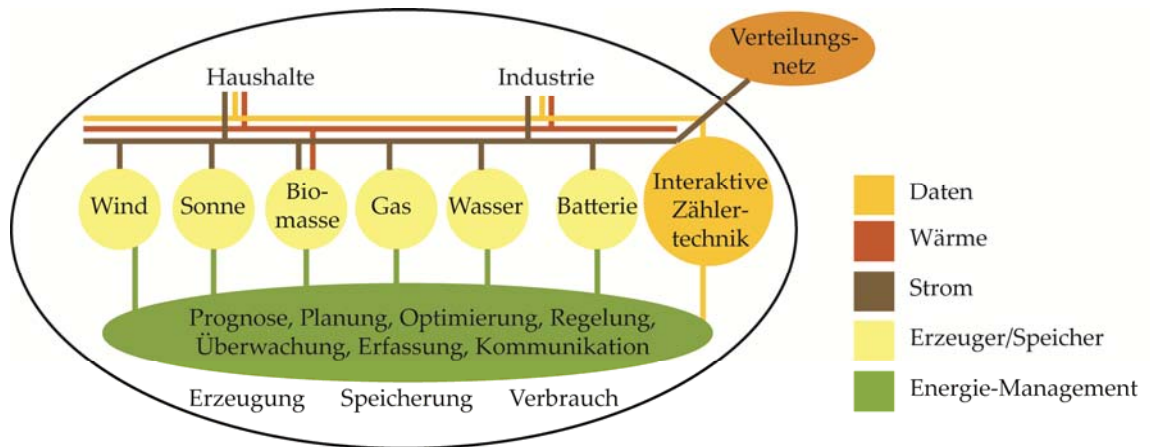 Verteilungs-
netz
Haushalte
Industrie
Wind
Sonne
Bio-
masse
Gas
Wasser
Batterie
Interaktive
Zähler-
technik
Prognose, Planung, Optimierung, Regelung,
Überwachung, Erfassung, Kommunikation
Erzeugung
Speicherung
Verbrauch
Daten
Wärme
Strom
Erzeuger/Speicher
Energie-Management